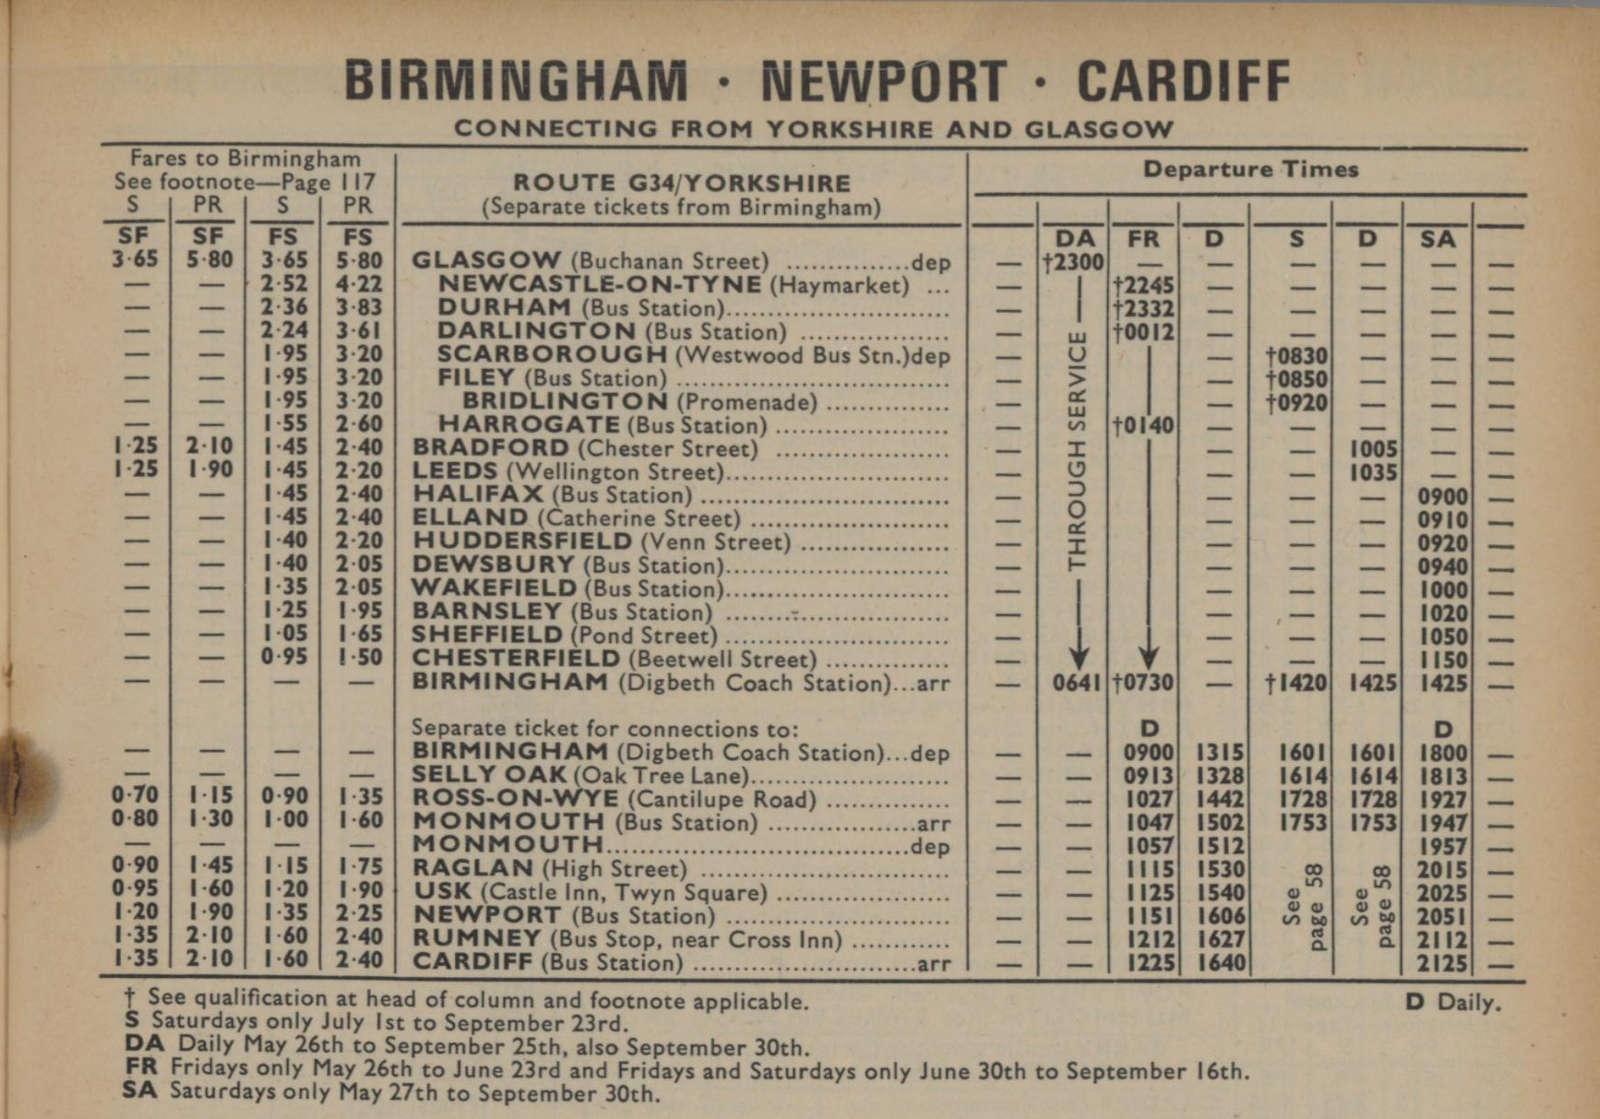 BIRMINGHAM · NEWPORT · CARDIFF
CONNECTING FROM YORKSHIRE AND GLASGOW
Fares to Birmingham
See footnote—Page 117
ROUTE G34/YORKSHIRE
(Separate tickets from Birmingham)
Departure Times
S PR S PR
SF SF FS FS DA FR D S D SA
3·65 5·80 3·65 5·80 GLASGOW (Buchanan Street) ...............dep — †2300 — — — — — —
— — 2·52 4·22 NEWCASTLE-ON-TYNE (Haymarket) ... — †2245 — — — — —
— — 2·36 3·83 DURHAM (Bus Station)............................ — †2332 — — — — —
— — 2·24 3·61 DARLINGTON (Bus Station) .................. — †0012 — — — — —
— — 1·95 3·20 SCARBOROUGH (Westwood Bus Stn.)dep — — †0830 — — —
— — 1·95 3·20 FILEY (Bus Station) ................................. — — †0850 — — —
— — 1·95 3·20 BRIDLINGTON (Promenade) ............... — — †0920 — — —
— — 1·55 2·60 HARROGATE (Bus Station) ..................... — †0140 — — — — —
1·25 2·10 1·45 2·40 BRADFORD (Chester Street) ..................... — — — 1005 — —
1·25 1·90 1·45 2·20 LEEDS (Wellington Street)........................... — — — 1035 — —
— — 1·45 2·40 HALIFAX (Bus Station) .............................. — — — — 0900 —
— — 1·45 2·40 ELLAND (Catherine Street) ........................ — — — — 0910 —
— — 1·40 2·20 HUDDERSFIELD (Venn Street) .................. — — — — 0920 —
— — 1·40 2·05 DEWSBURY (Bus Station)........................... — — — — 0940 —
— — 1·35 2·05 WAKEFIELD (Bus Station)........................... — — — — 1000 —
— — 1·25 1·95 BARNSLEY (Bus Station) ........................... — — — — 1020 —
— — 1·05 1·65 SHEFFIELD (Pond Street) ........................... — — — — 1050 —
— — 0·95 1·50 CHESTERFIELD (Beetwell Street) ............... — — — — 1150 —
THROUGH SERVICE
— — — — BIRMINGHAM (Digbeth Coach Station)...arr — 0641 †0730 — †1420 1425 1425 —
Separate ticket for connections to: D D
— — — — BIRMINGHAM (Digbeth Coach Station)...dep — — 0900 1315 1601 1601 1800 —
— — — — SELLY OAK (Oak Tree Lane)........................ — — 0913 1328 1614 1614 1813 —
0·70 1·15 0·90 1·35 ROSS-ON-WYE (Cantilupe Road) ............... — — 1027 1442 1728 1728 1927 —
0·80 1·30 1·00 1·60 MONMOUTH (Bus Station) ..................arr — — 1047 1502 1753 1753 1947 —
— — — — MONMOUTH.......................................dep — — 1057 1512 1957 —
0·90 1·45 1·15 1·75 RAGLAN (High Street) .............................. — — 1115 1530 2015 —
0·95 1·60 1·20 1·90 USK (Castle Inn, Twyn Square) ..................... — — 1125 1540 2025 —
1·20 1·90 1·35 2·25 NEWPORT (Bus Station) ........................... — — 1151 1606 2051 —
1·35 2·10 1·60 2·40 RUMNEY (Bus Stop, near Cross Inn) ............ — — 1212 1627 2112 —
1·35 2·10 1·60 2·40 CARDIFF (Bus Station) ...........................arr — — 1225 1640 2125 —
See page 58
See page 58
† See qualification at head of column and footnote applicable. D Daily.
S Saturdays only July 1st to September 23rd.
DA Daily May 26th to September 25th, also September 30th.
FR Fridays only May 26th to June 23rd and Fridays and Saturdays only June 30th to September 16th.
SA Saturdays only May 27th to September 30th.